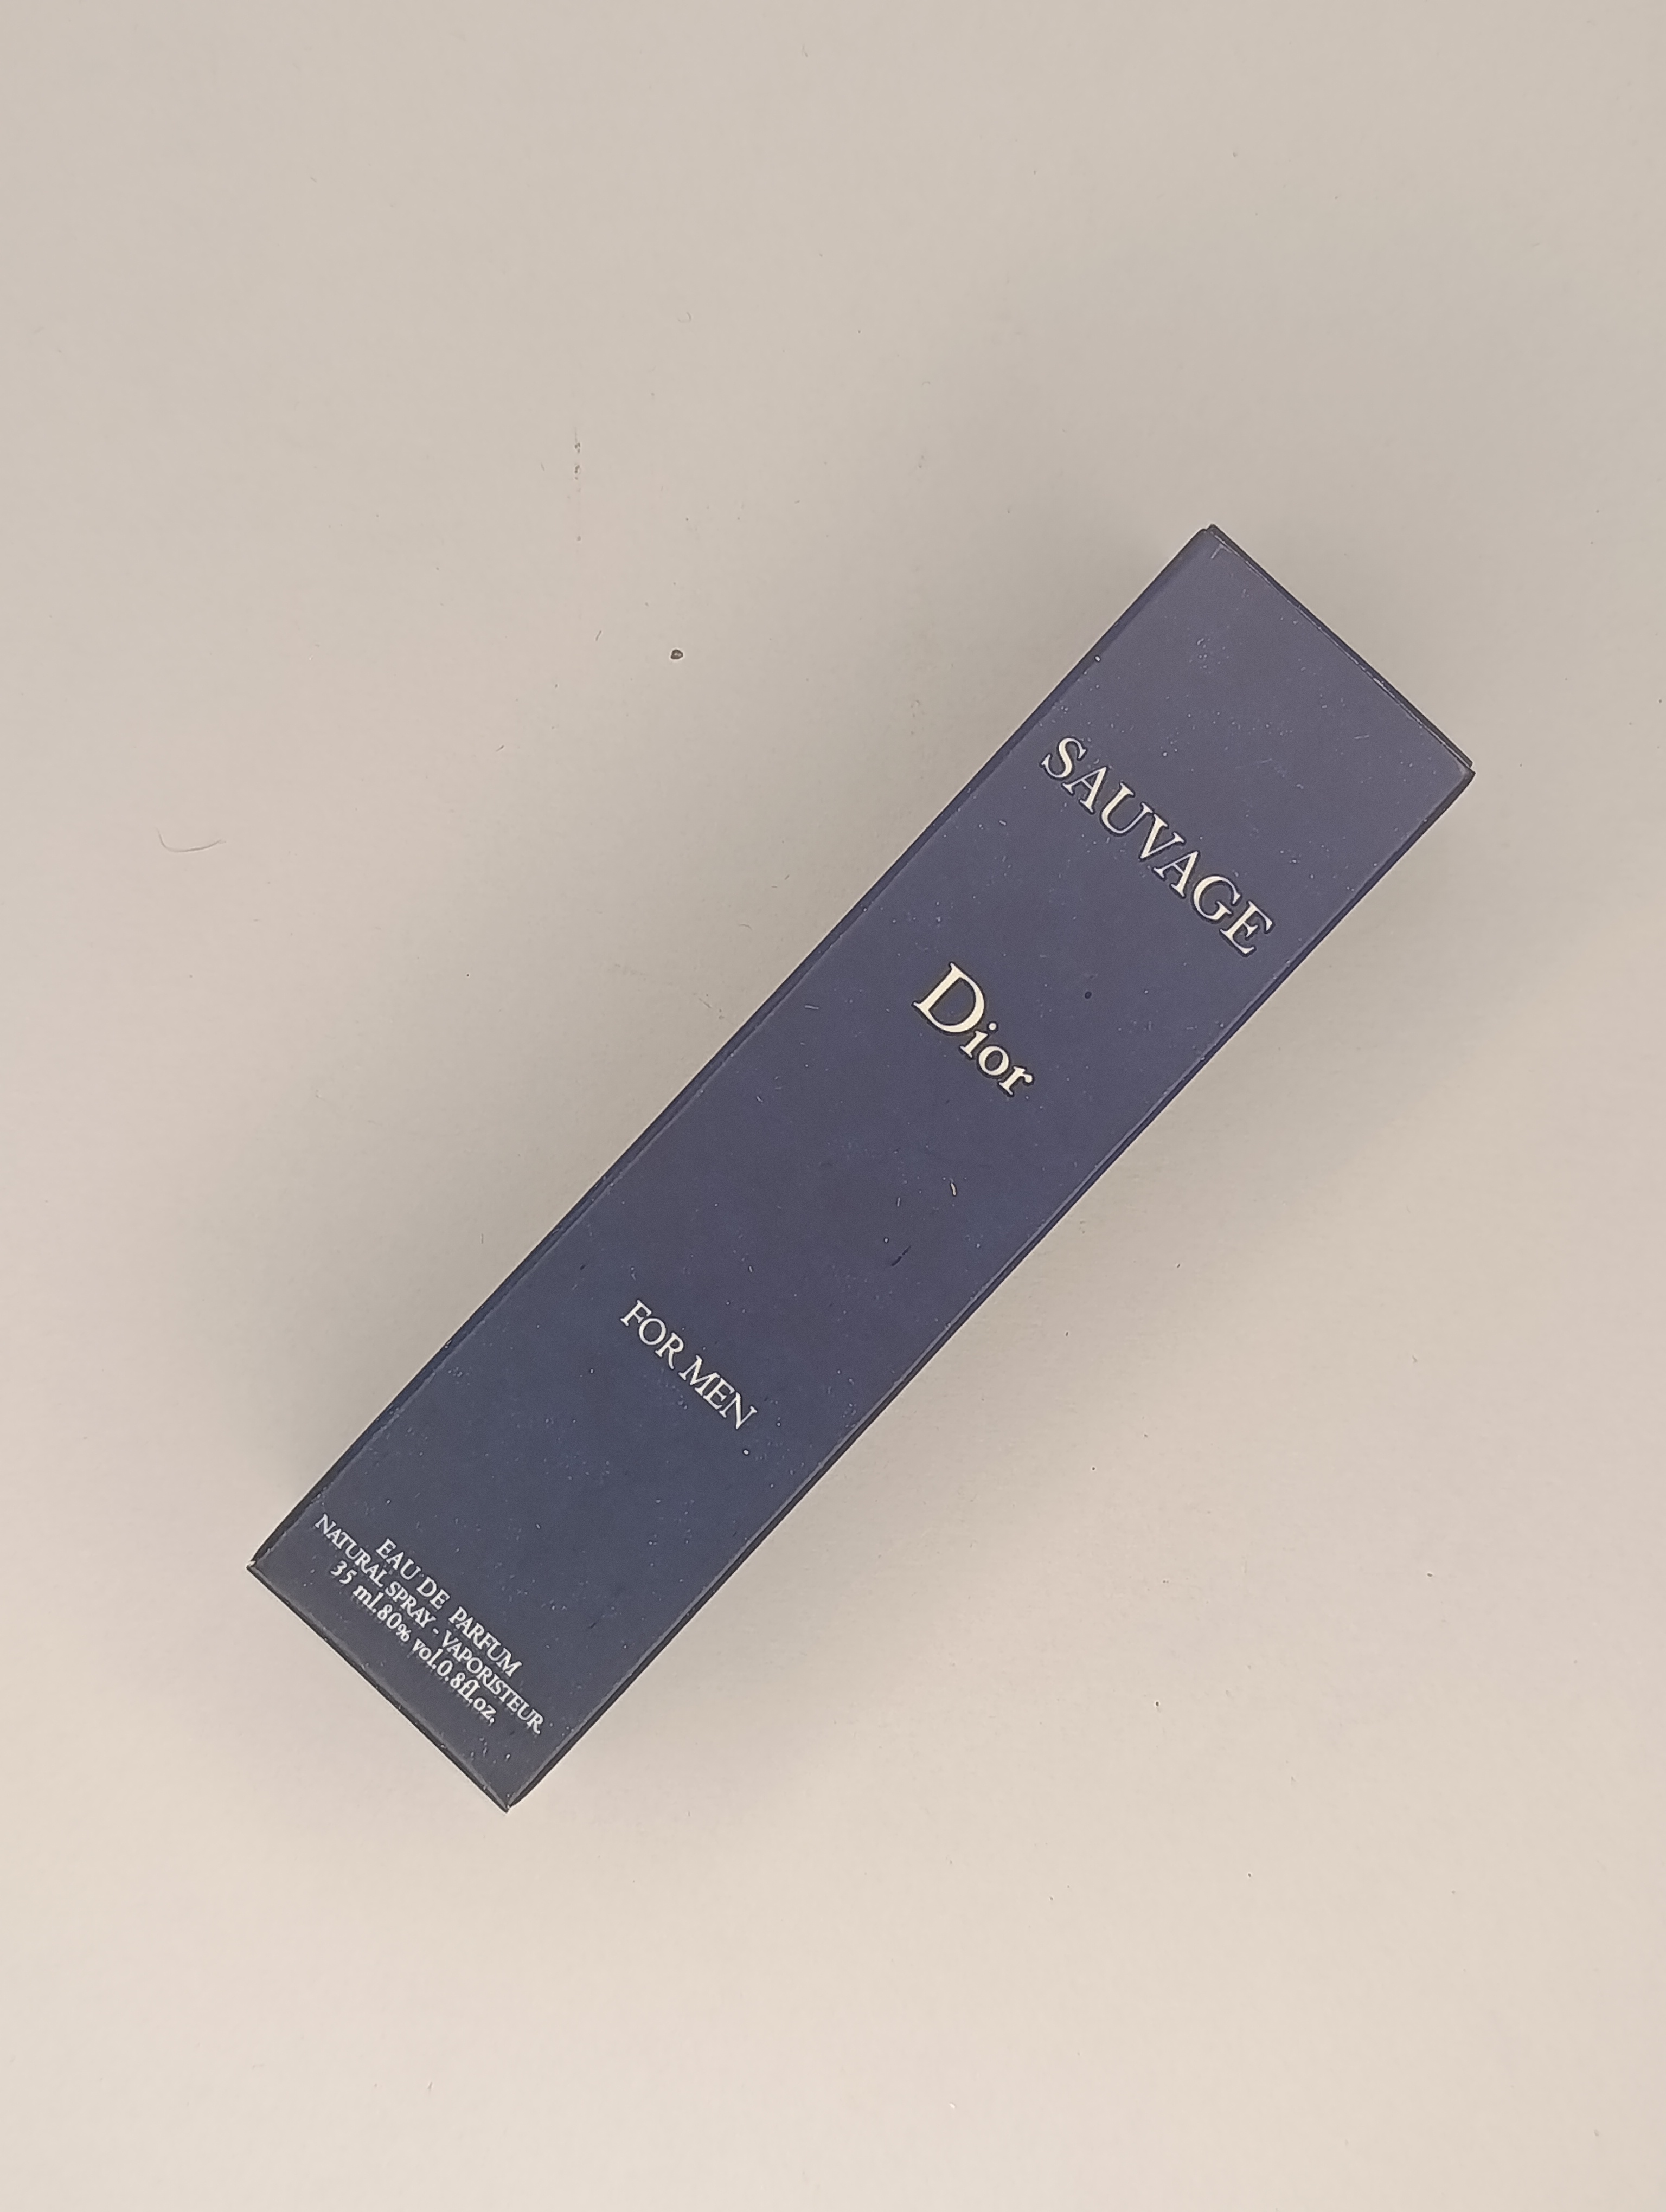 SAUVAGE
Dior
FOR MEN
EAU DE PARFUM
NATURAL SPRAY - VAPORISTEUR
35 ml.80% vol.0.8fl.oz.